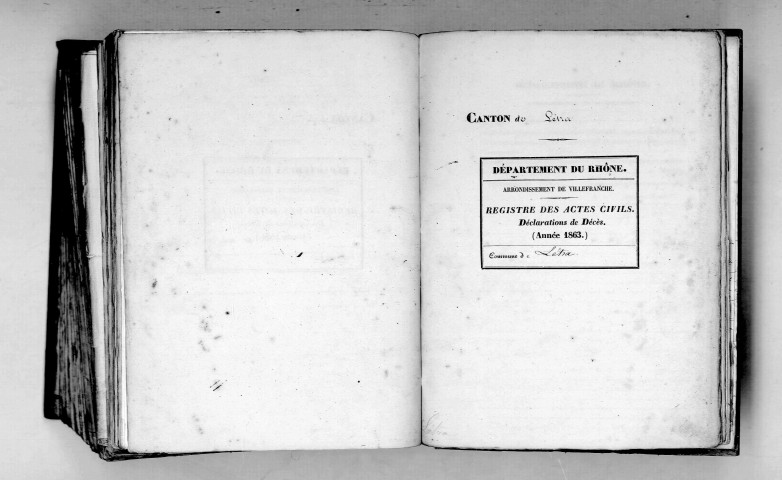 CANTON de Létra
DÉPARTEMENT DU RHÔNE.
ARRONDISSEMENT DE VILLEFRANCHE.
REGISTRE DES ACTES CIVILS.
Déclarations de Décès.
(Année 1863.)
Commune de Létra